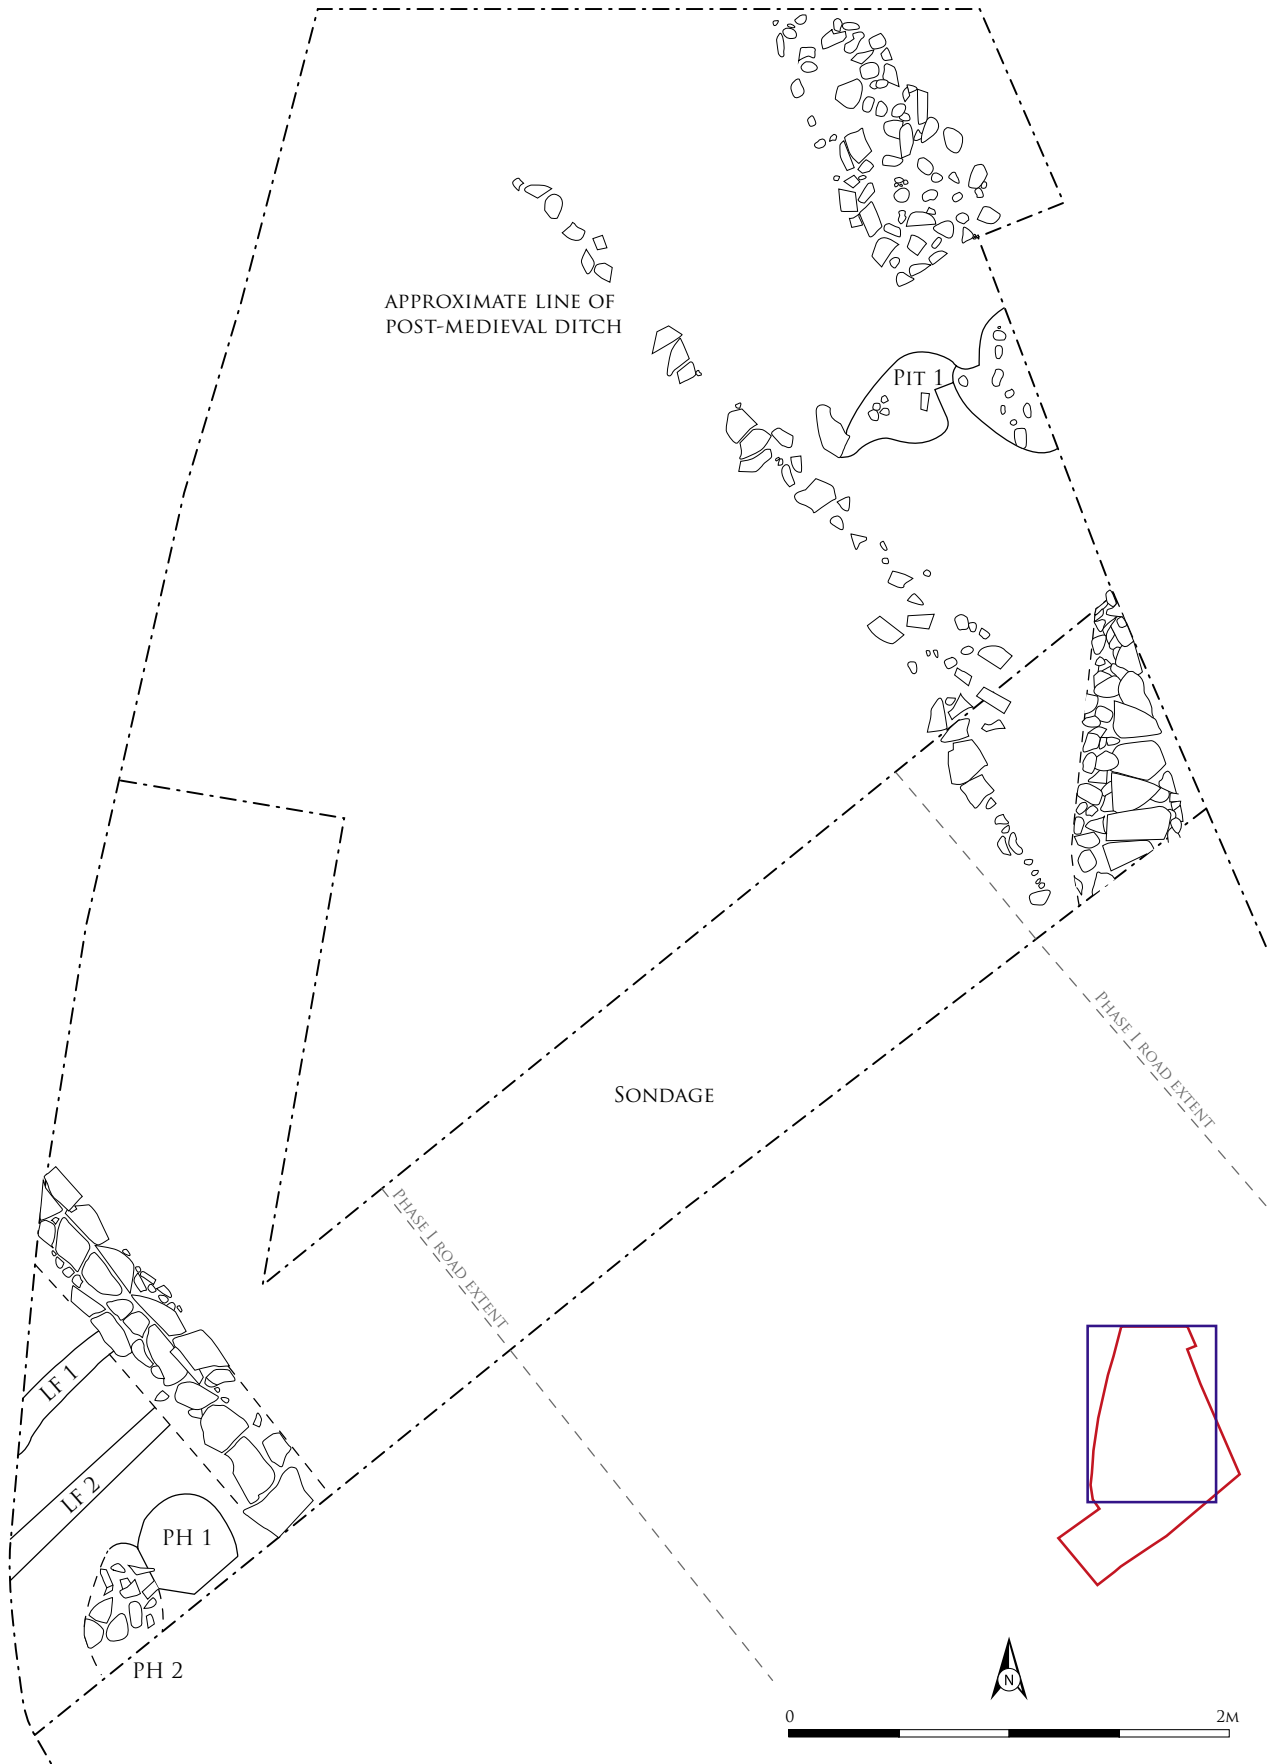 APPROXIMATE LINE OF
POST-MEDIEVAL DITCH
PIT 1
PHASE I ROAD EXTENT
SONDAGE
PHASE I ROAD EXTENT
LF 1
LF 2
PH 1
PH 2
N
0 2M